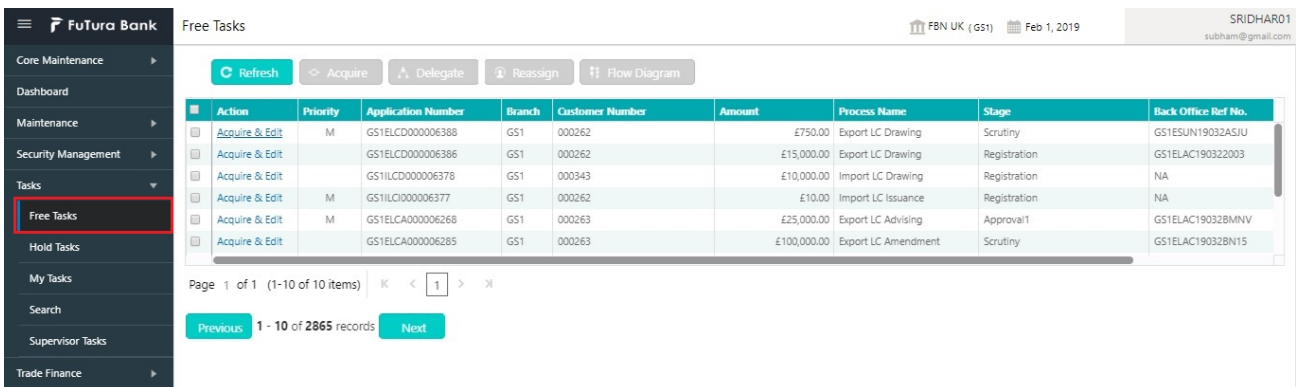 FuTura Bank
Free Tasks
FBN UK (GS1)
Feb 1, 2019
SRIDHAR01
subham@gmail.com
Core Maintenance
Dashboard
Maintenance
Security Management
Tasks
Free Tasks
Hold Tasks
My Tasks
Search
Supervisor Tasks
Trade Finance
Refresh Acquire Delegate Reassign Flow Diagram
Action Priority Application Number Branch Customer Number Amount Process Name Stage Back Office Ref No.
Acquire & Edit M GS1ELCD000006388 GS1 000262 £750.00 Export LC Drawing Scrutiny GS1ESUN19032ASJU
Acquire & Edit GS1ELCD000006386 GS1 000262 £15,000.00 Export LC Drawing Registration GS1ELAC190322003
Acquire & Edit GS1ILCD000006378 GS1 000343 £10,000.00 Import LC Drawing Registration NA
Acquire & Edit M GS1ILCI000006377 GS1 000262 £10.00 Import LC Issuance Registration NA
Acquire & Edit M GS1ELCA000006268 GS1 000263 £25,000.00 Export LC Advising Approval1 GS1ELAC19032BMNV
Acquire & Edit GS1ELCA000006285 GS1 000263 £100,000.00 Export LC Amendment Scrutiny GS1ELAC19032BN15
Page 1 of 1 (1-10 of 10 items) 1
Previous 1 - 10 of 2865 records Next